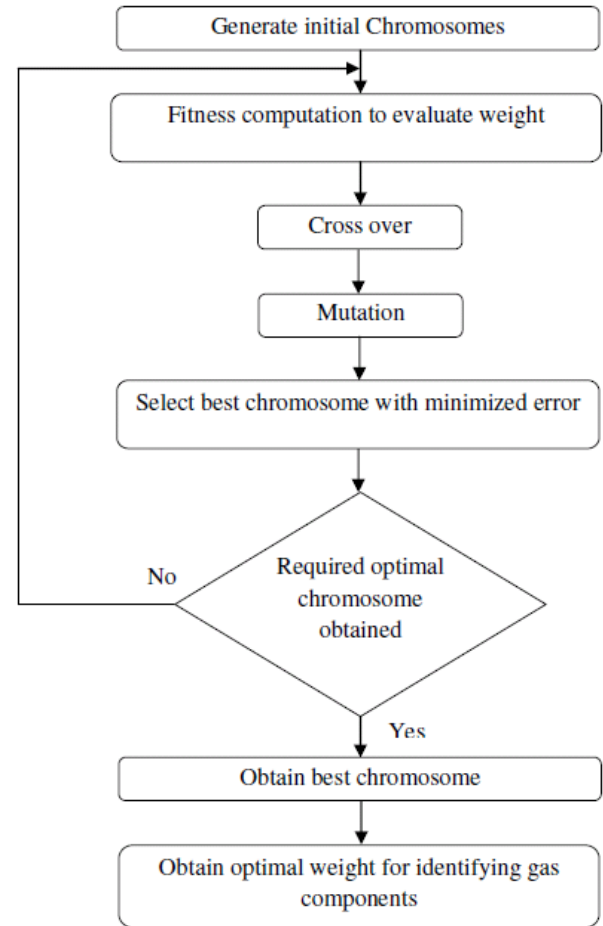 Generate initial Chromosomes
Fitness computation to evaluate weight
Cross over
Mutation
Select best chromosome with minimized error
Required optimal
chromosome
obtained
No
Yes
Obtain best chromosome
Obtain optimal weight for identifying gas
components